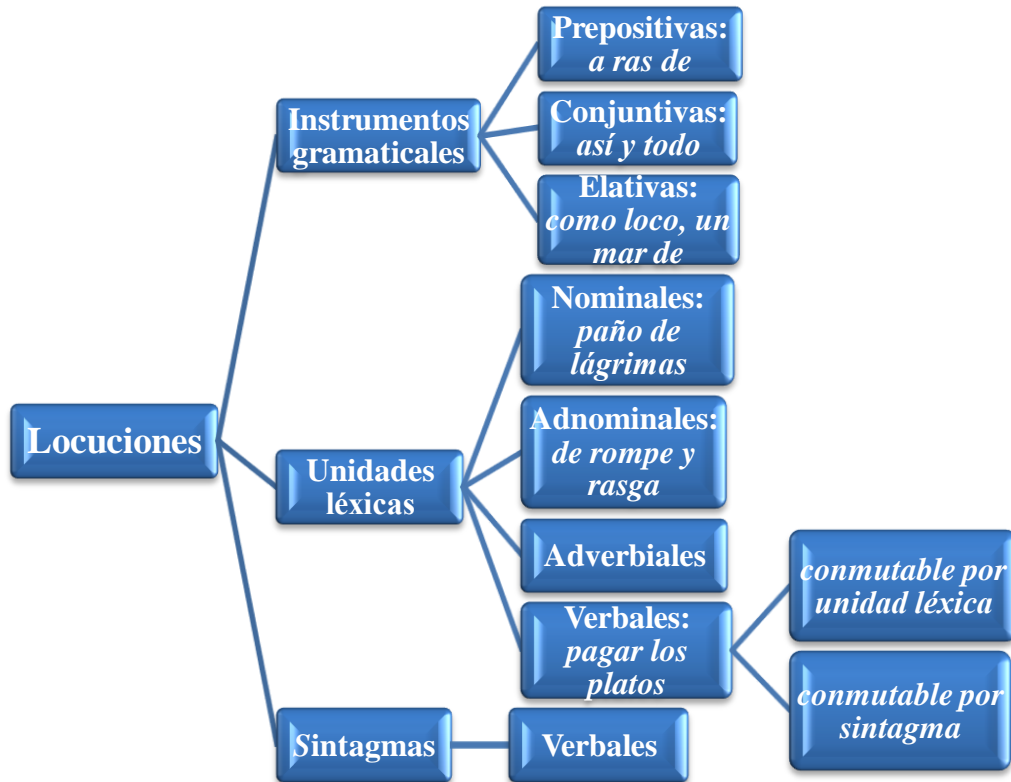 Locuciones
Instrumentos
gramaticales
Prepositivas:
a ras de
Conjuntivas:
así y todo
Elativas:
como loco, un
mar de
Unidades
léxicas
Nominales:
paño de
lágrimas
Adnominales:
de rompe y
rasga
Adverbiales
Verbales:
pagar los
platos
conmutable por
unidad léxica
conmutable por
sintagma
Sintagmas
Verbales